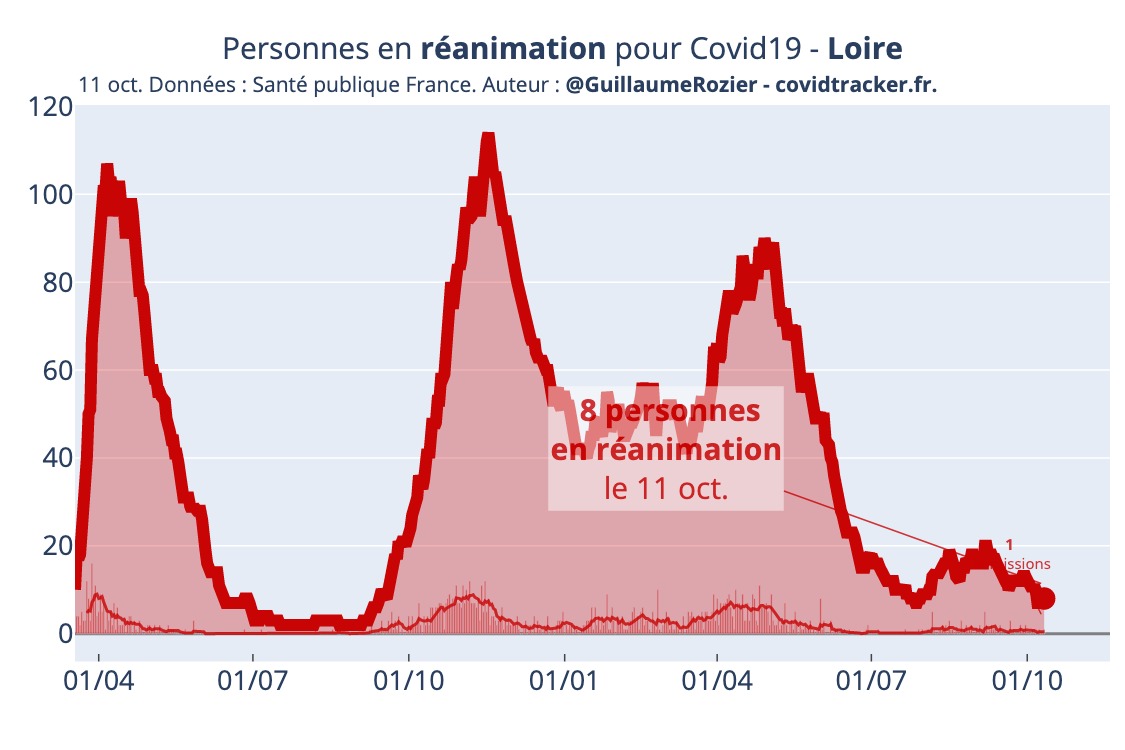 Personnes en réanimation pour Covid19 - Loire
11 oct. Données : Santé publique France. Auteur : @GuillaumeRozier - covidtracker.fr.
120
100
80
60
40
20
0
8 personnes
en réanimation
le 11 oct.
1
issions
01/04
01/07
01/10
01/01
01/04
01/07
01/10